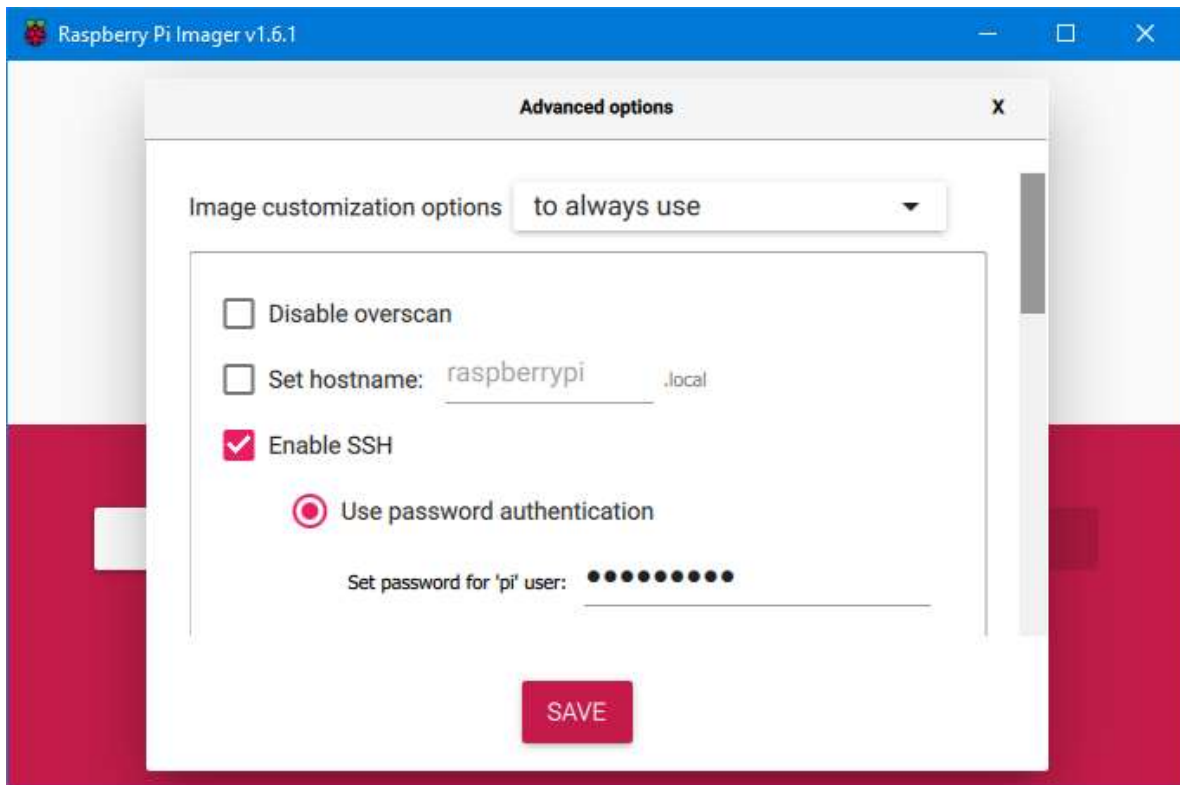 Raspberry Pi Imager v1.6.1
Advanced options X
Image customization options to always use
Disable overscan
Set hostname: raspberrypi .local
Enable SSH
Use password authentication
Set password for 'pi' user: •••••••••
SAVE